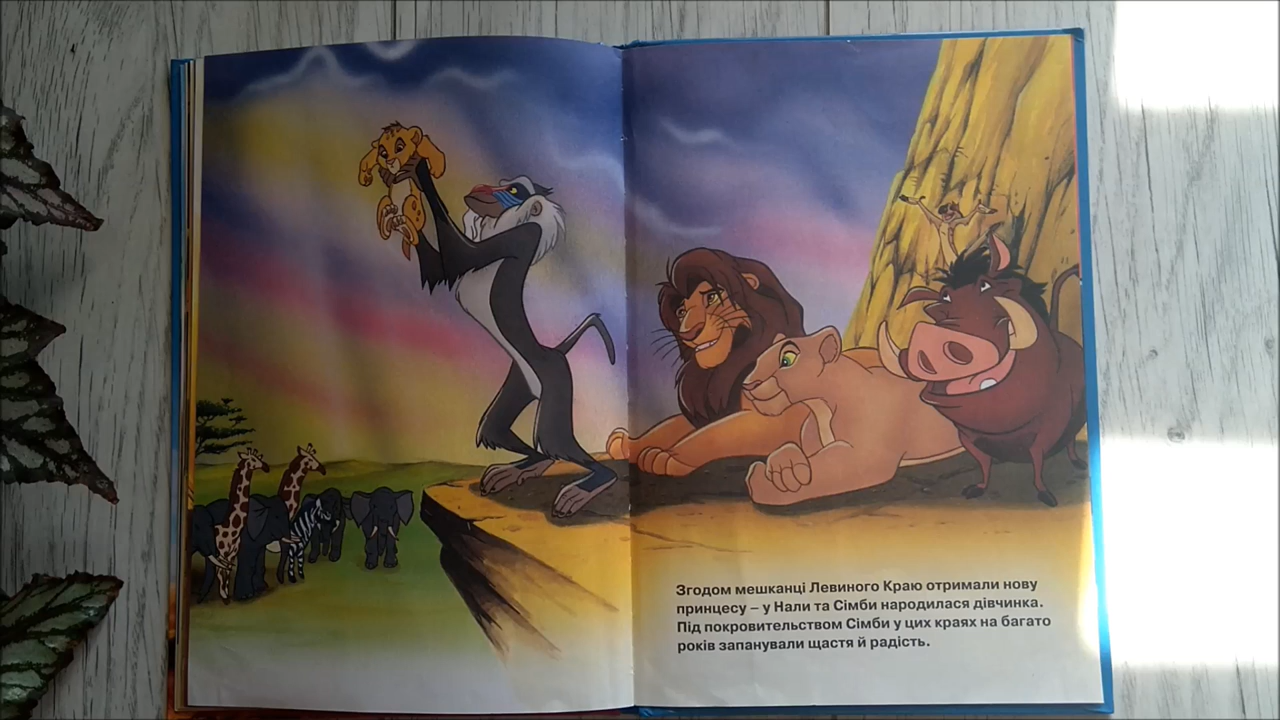 Згодом мешканці Левиного Краю отримали нову
принцесу – у Нали та Сімби народилася дівчинка.
Під покровительством Сімби у цих краях на багато
років запанували щастя й радість.